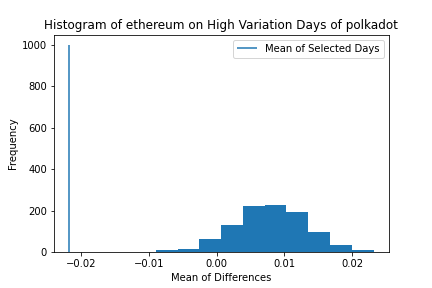 Histogram of ethereum on High Variation Days of polkadot
Mean of Selected Days
1000
800
600
400
200
0
Frequency
−0.02 −0.01 0.00 0.01 0.02
Mean of Differences